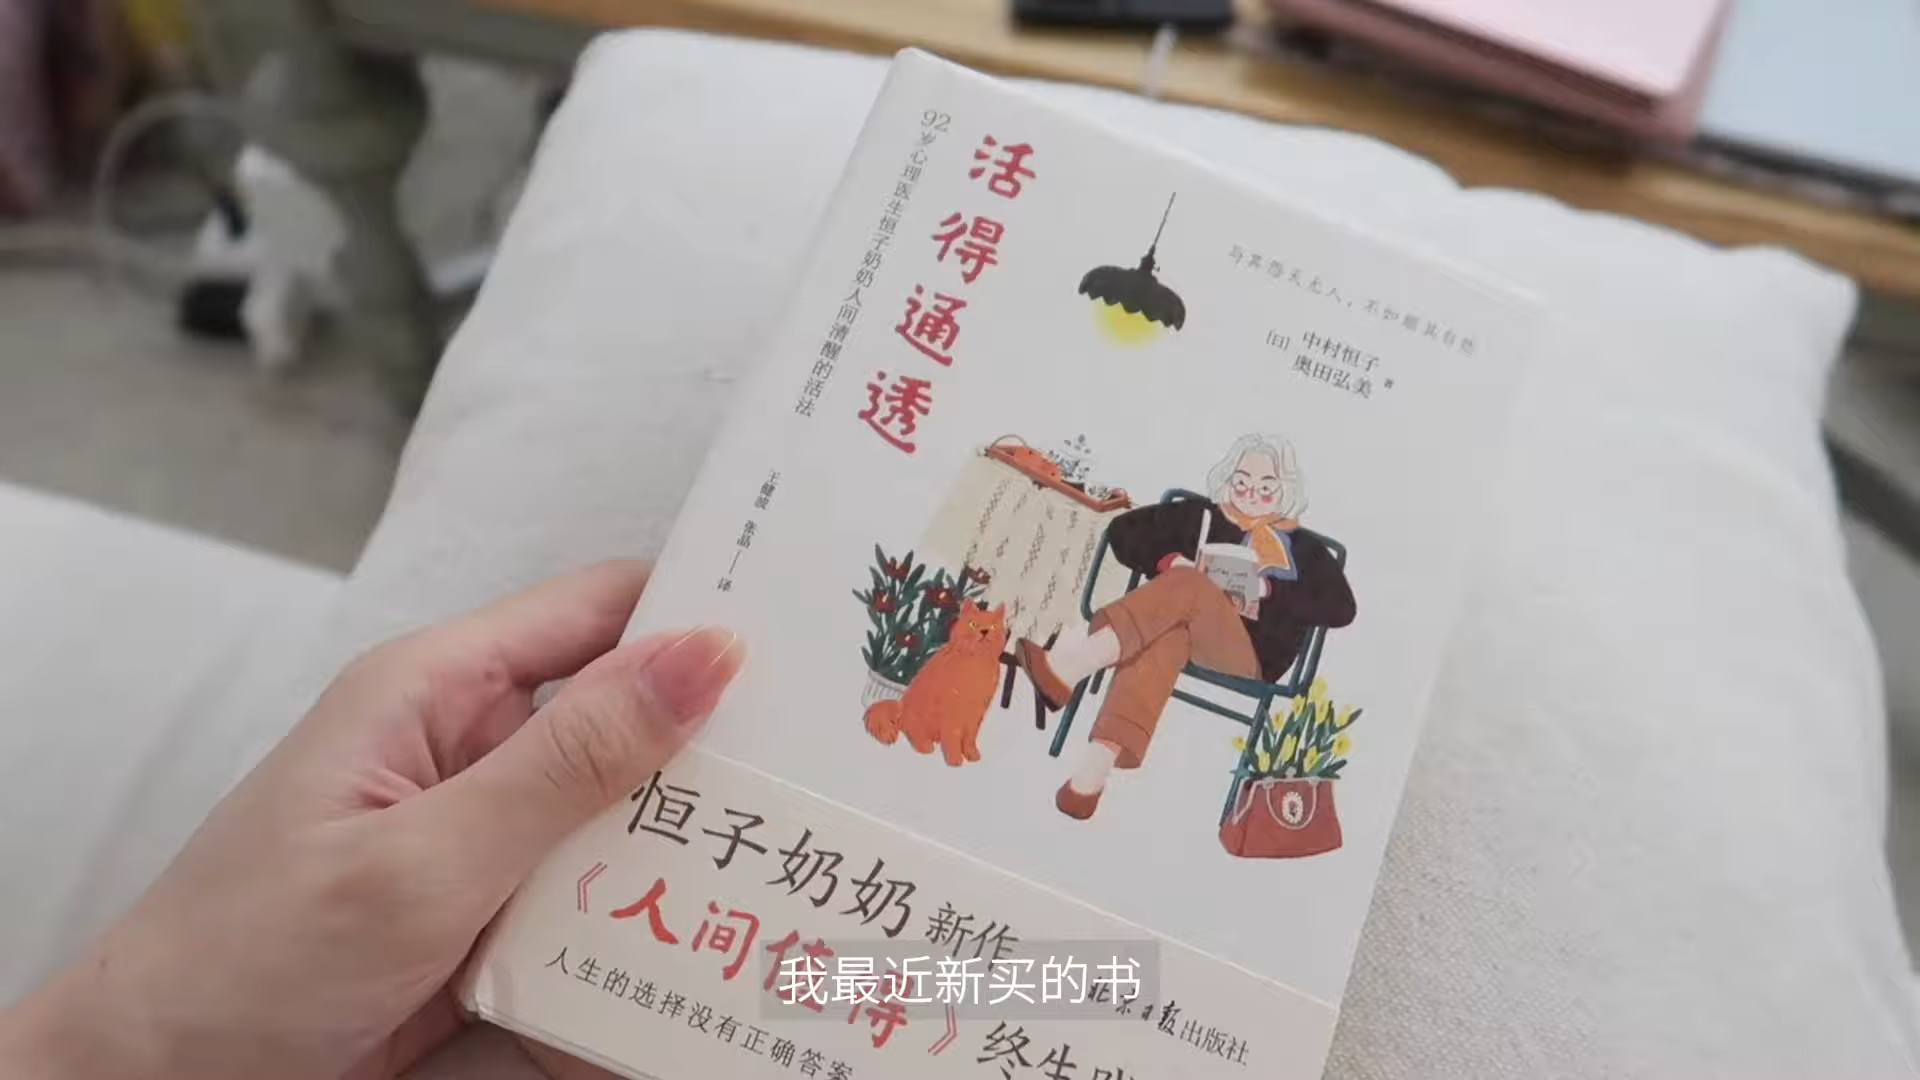 92岁心理医生恒子奶奶人间清醒的活法
活得通透
与其怨天尤人，不如顺其自然
[日] 中村恒子
奥田弘美 著
王健波 张晶——译
恒子奶奶新作
《人间值得》终生
人生的选择没有正确答案
北京日报出版社
我最近新买的书